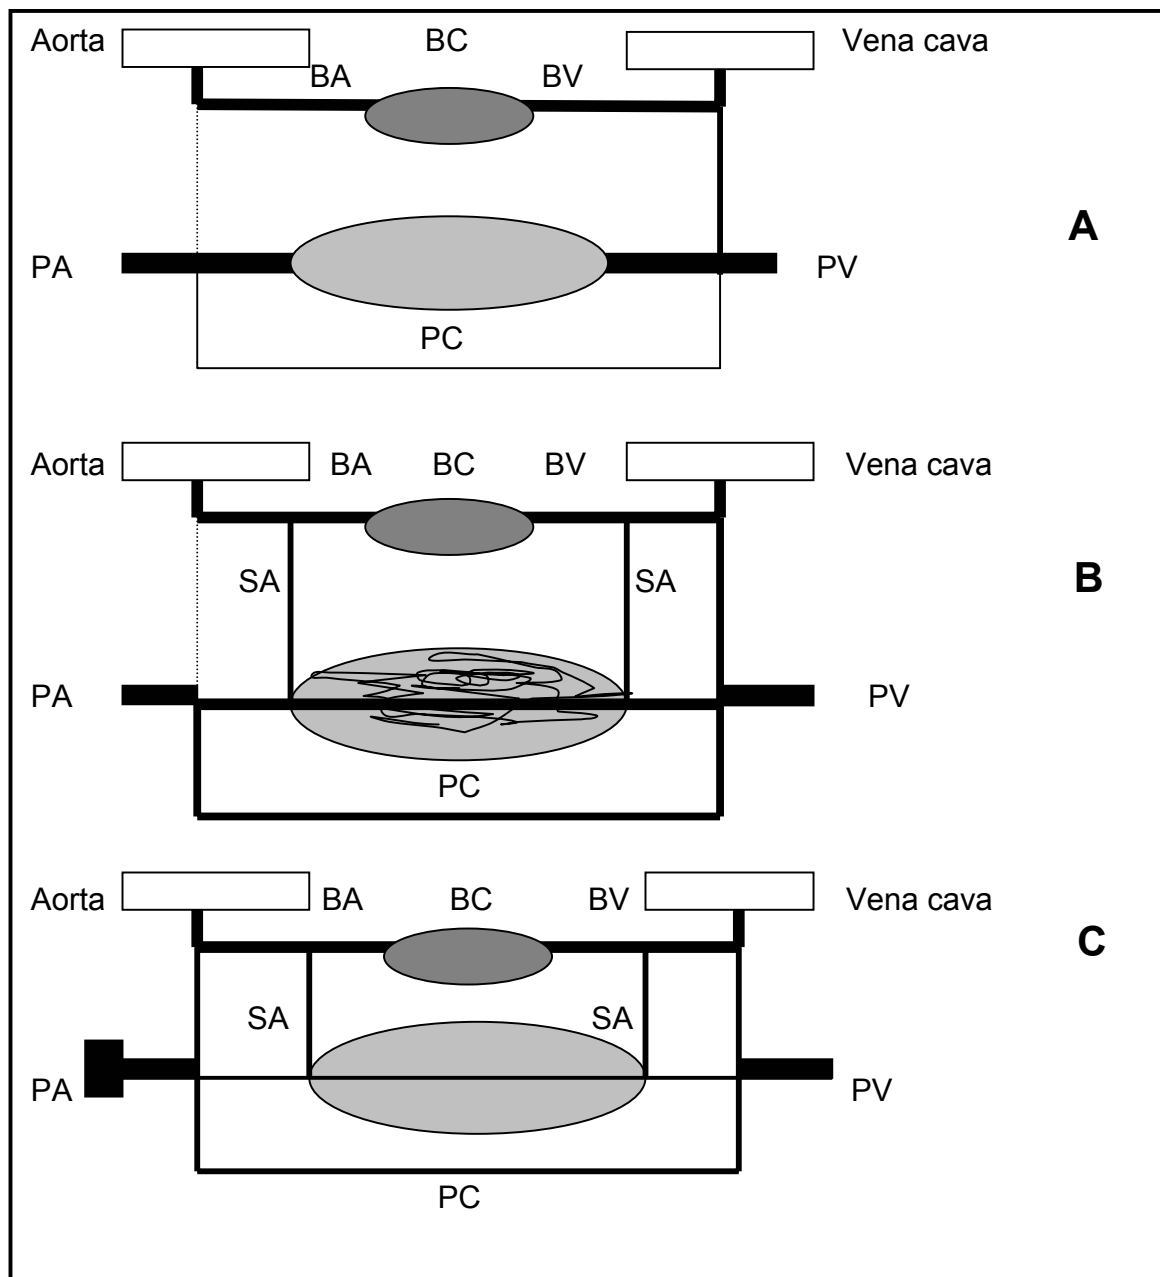 Aorta BC Vena cava
BA BV
A
PA PV
PC
Aorta BA BC BV Vena cava
B
SA SA
PA PV
PC
Aorta BA BC BV Vena cava
C
SA SA
PA PV
PC